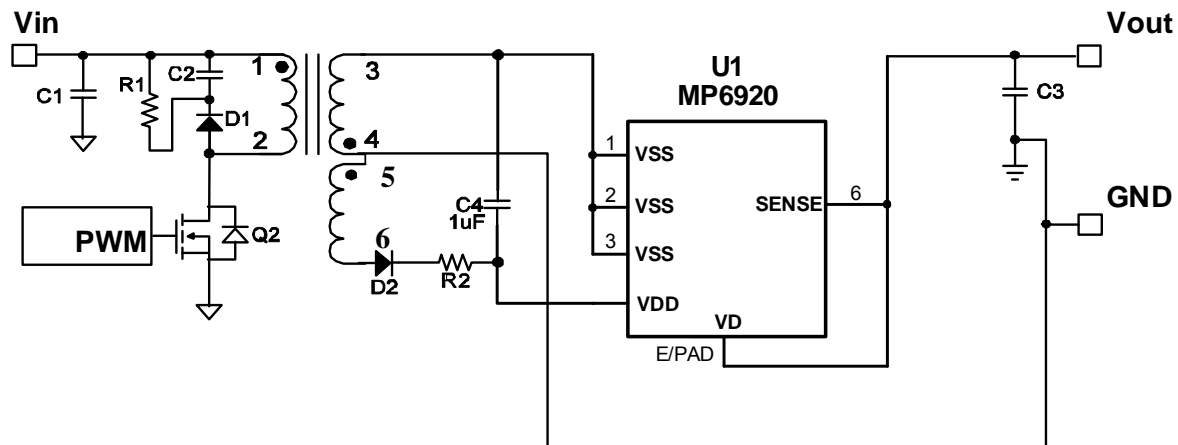 Vin
Vout
C1
R1
C2
D1
1
2
3
4
5
6
PWM
Q2
D2
R2
C4
1uF
U1
MP6920
1
VSS
2
VSS
3
VSS
VDD
VD
E/PAD
SENSE
6
C3
GND